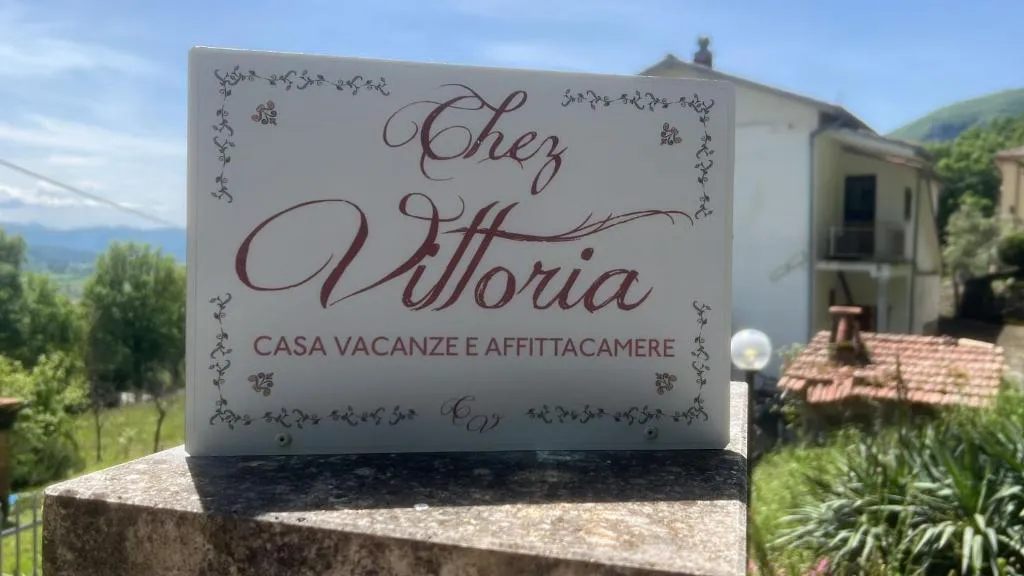 Chez
Vittoria
CASA VACANZE E AFFITTACAMERE
CV